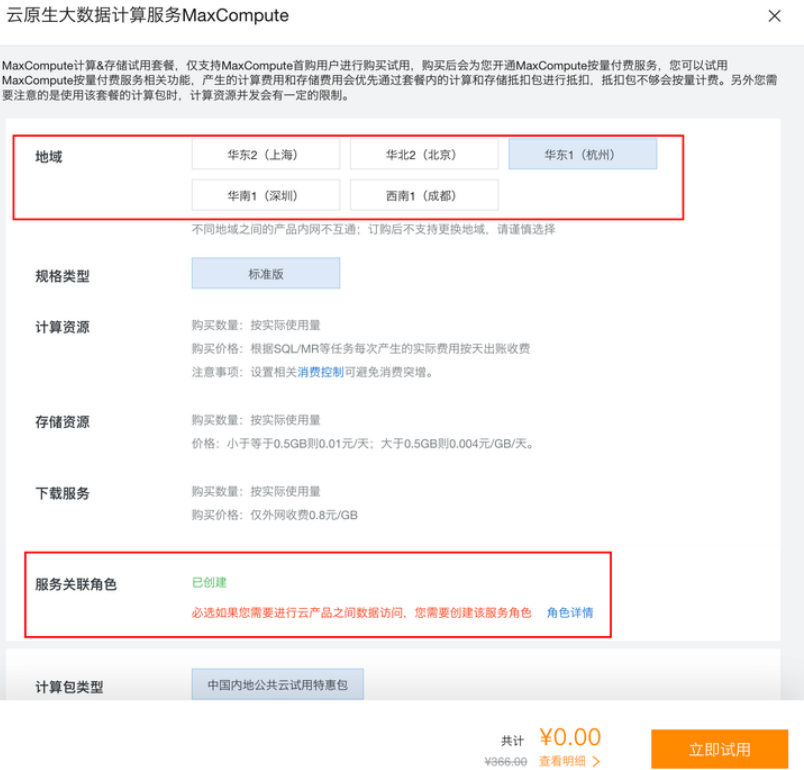 云原生大数据计算服务MaxCompute
MaxCompute计算&存储试用套餐，仅支持MaxCompute首购用户进行购买试用，购买后会为您开通MaxCompute按量付费服务，您可以试用
MaxCompute按量付费服务相关功能，产生的计算费用和存储费用会优先通过套餐内的计算和存储抵扣包进行抵扣，抵扣包不够会按量计费。另外您需
要注意的是使用该套餐的计算包时，计算资源并发会有一定的限制。
地域
华东2（上海） 华北2（北京） 华东1（杭州）
华南1（深圳） 西南1（成都）
不同地域之间的产品内网不互通；订购后不支持更换地域，请谨慎选择
规格类型 标准版
计算资源 购买数量：按实际使用量
购买价格：根据SQL/MR等任务每次产生的实际费用按天出账收费
注意事项：设置相关消费控制可避免消费突增。
存储资源 购买数量：按实际使用量
价格：小于等于0.5GB则0.01元/天；大于0.5GB则0.004元/GB/天。
下载服务 购买数量：按实际使用量
购买价格：仅外网收费0.8元/GB
服务关联角色 已创建
必选如果您需要进行云产品之间数据访问，您需要创建该服务角色 角色详情
计算包类型 中国内地公共云试用特惠包
共计 ¥0.00
¥366.00 查看明细
立即试用